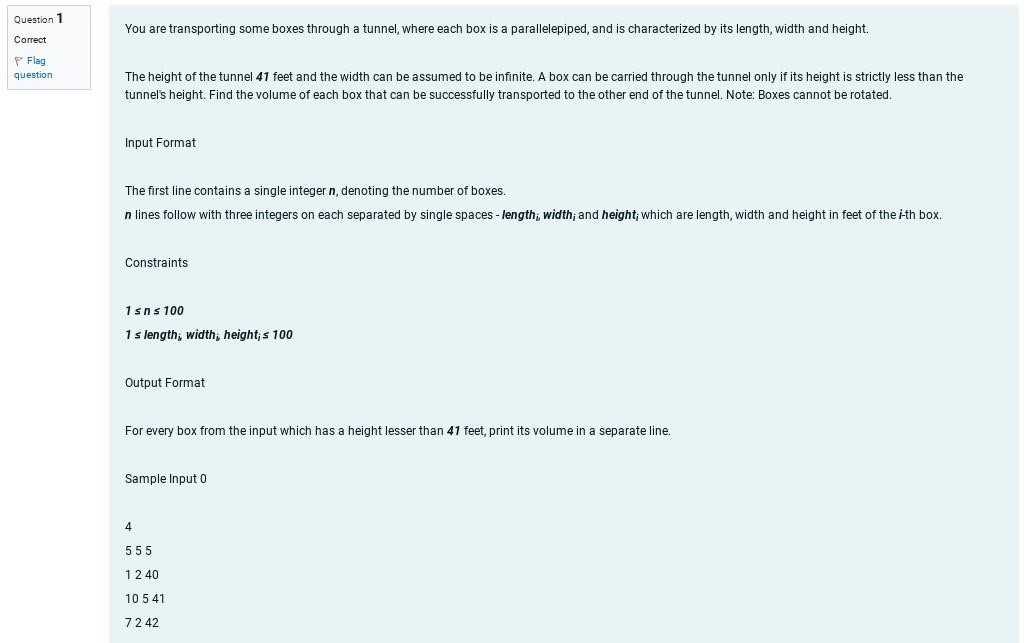 Question 1
Correct
Flag
question
You are transporting some boxes through a tunnel, where each box is a parallelepiped, and is characterized by its length, width and height.
The height of the tunnel 41 feet and the width can be assumed to be infinite. A box can be carried through the tunnel only if its height is strictly less than the
tunnel's height. Find the volume of each box that can be successfully transported to the other end of the tunnel. Note: Boxes cannot be rotated.
Input Format
The first line contains a single integer n, denoting the number of boxes.
n lines follow with three integers on each separated by single spaces - lengthᵢ, widthᵢ and heightᵢ which are length, width and height in feet of the i-th box.
Constraints
1 ≤ n ≤ 100
1 ≤ lengthᵢ, widthᵢ, heightᵢ ≤ 100
Output Format
For every box from the input which has a height lesser than 41 feet, print its volume in a separate line.
Sample Input 0
4
5 5 5
1 2 40
10 5 41
7 2 42